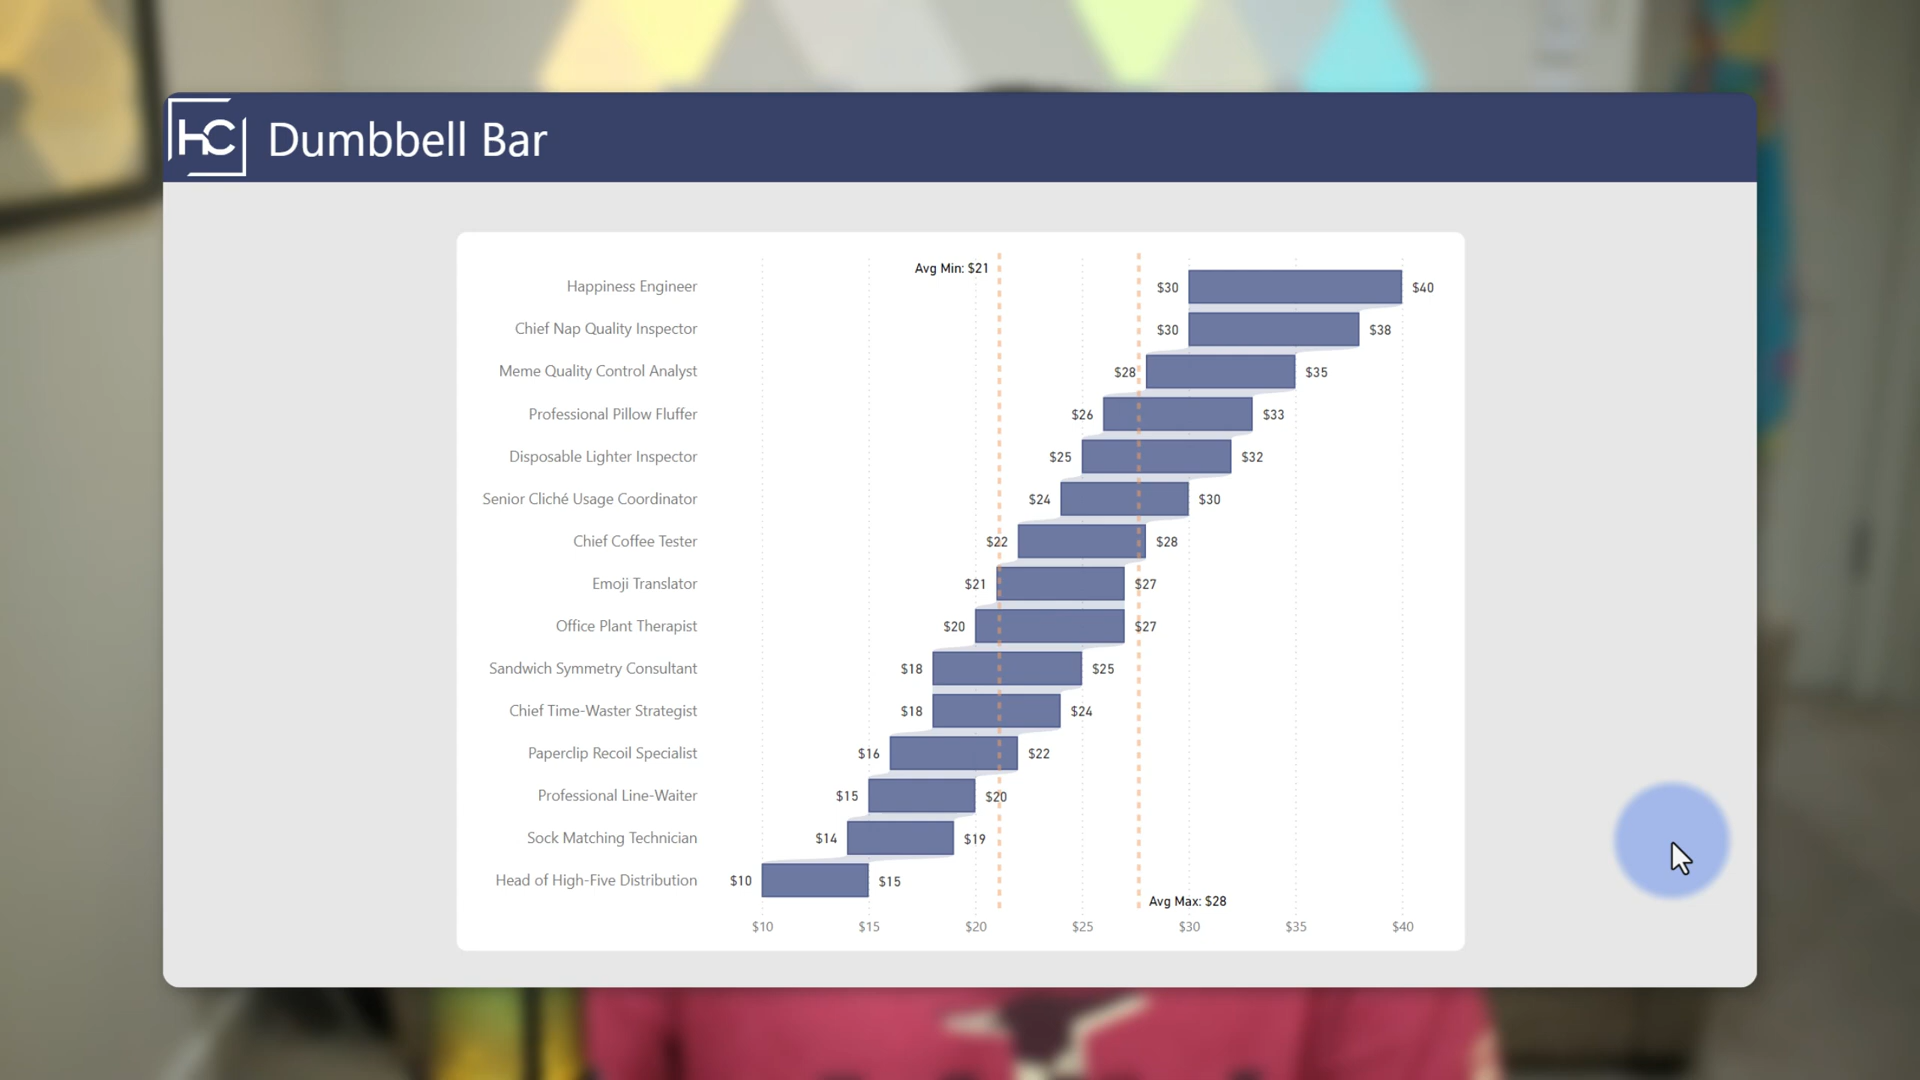 HC Dumbbell Bar
Avg Min: $21
Happiness Engineer $30 $40
Chief Nap Quality Inspector $30 $38
Meme Quality Control Analyst $28 $35
Professional Pillow Fluffer $26 $33
Disposable Lighter Inspector $25 $32
Senior Cliché Usage Coordinator $24 $30
Chief Coffee Tester $22 $28
Emoji Translator $21 $27
Office Plant Therapist $20 $27
Sandwich Symmetry Consultant $18 $25
Chief Time-Waster Strategist $18 $24
Paperclip Recoil Specialist $16 $22
Professional Line-Waiter $15 $20
Sock Matching Technician $14 $19
Head of High-Five Distribution $10 $15
Avg Max: $28
$10 $15 $20 $25 $30 $35 $40